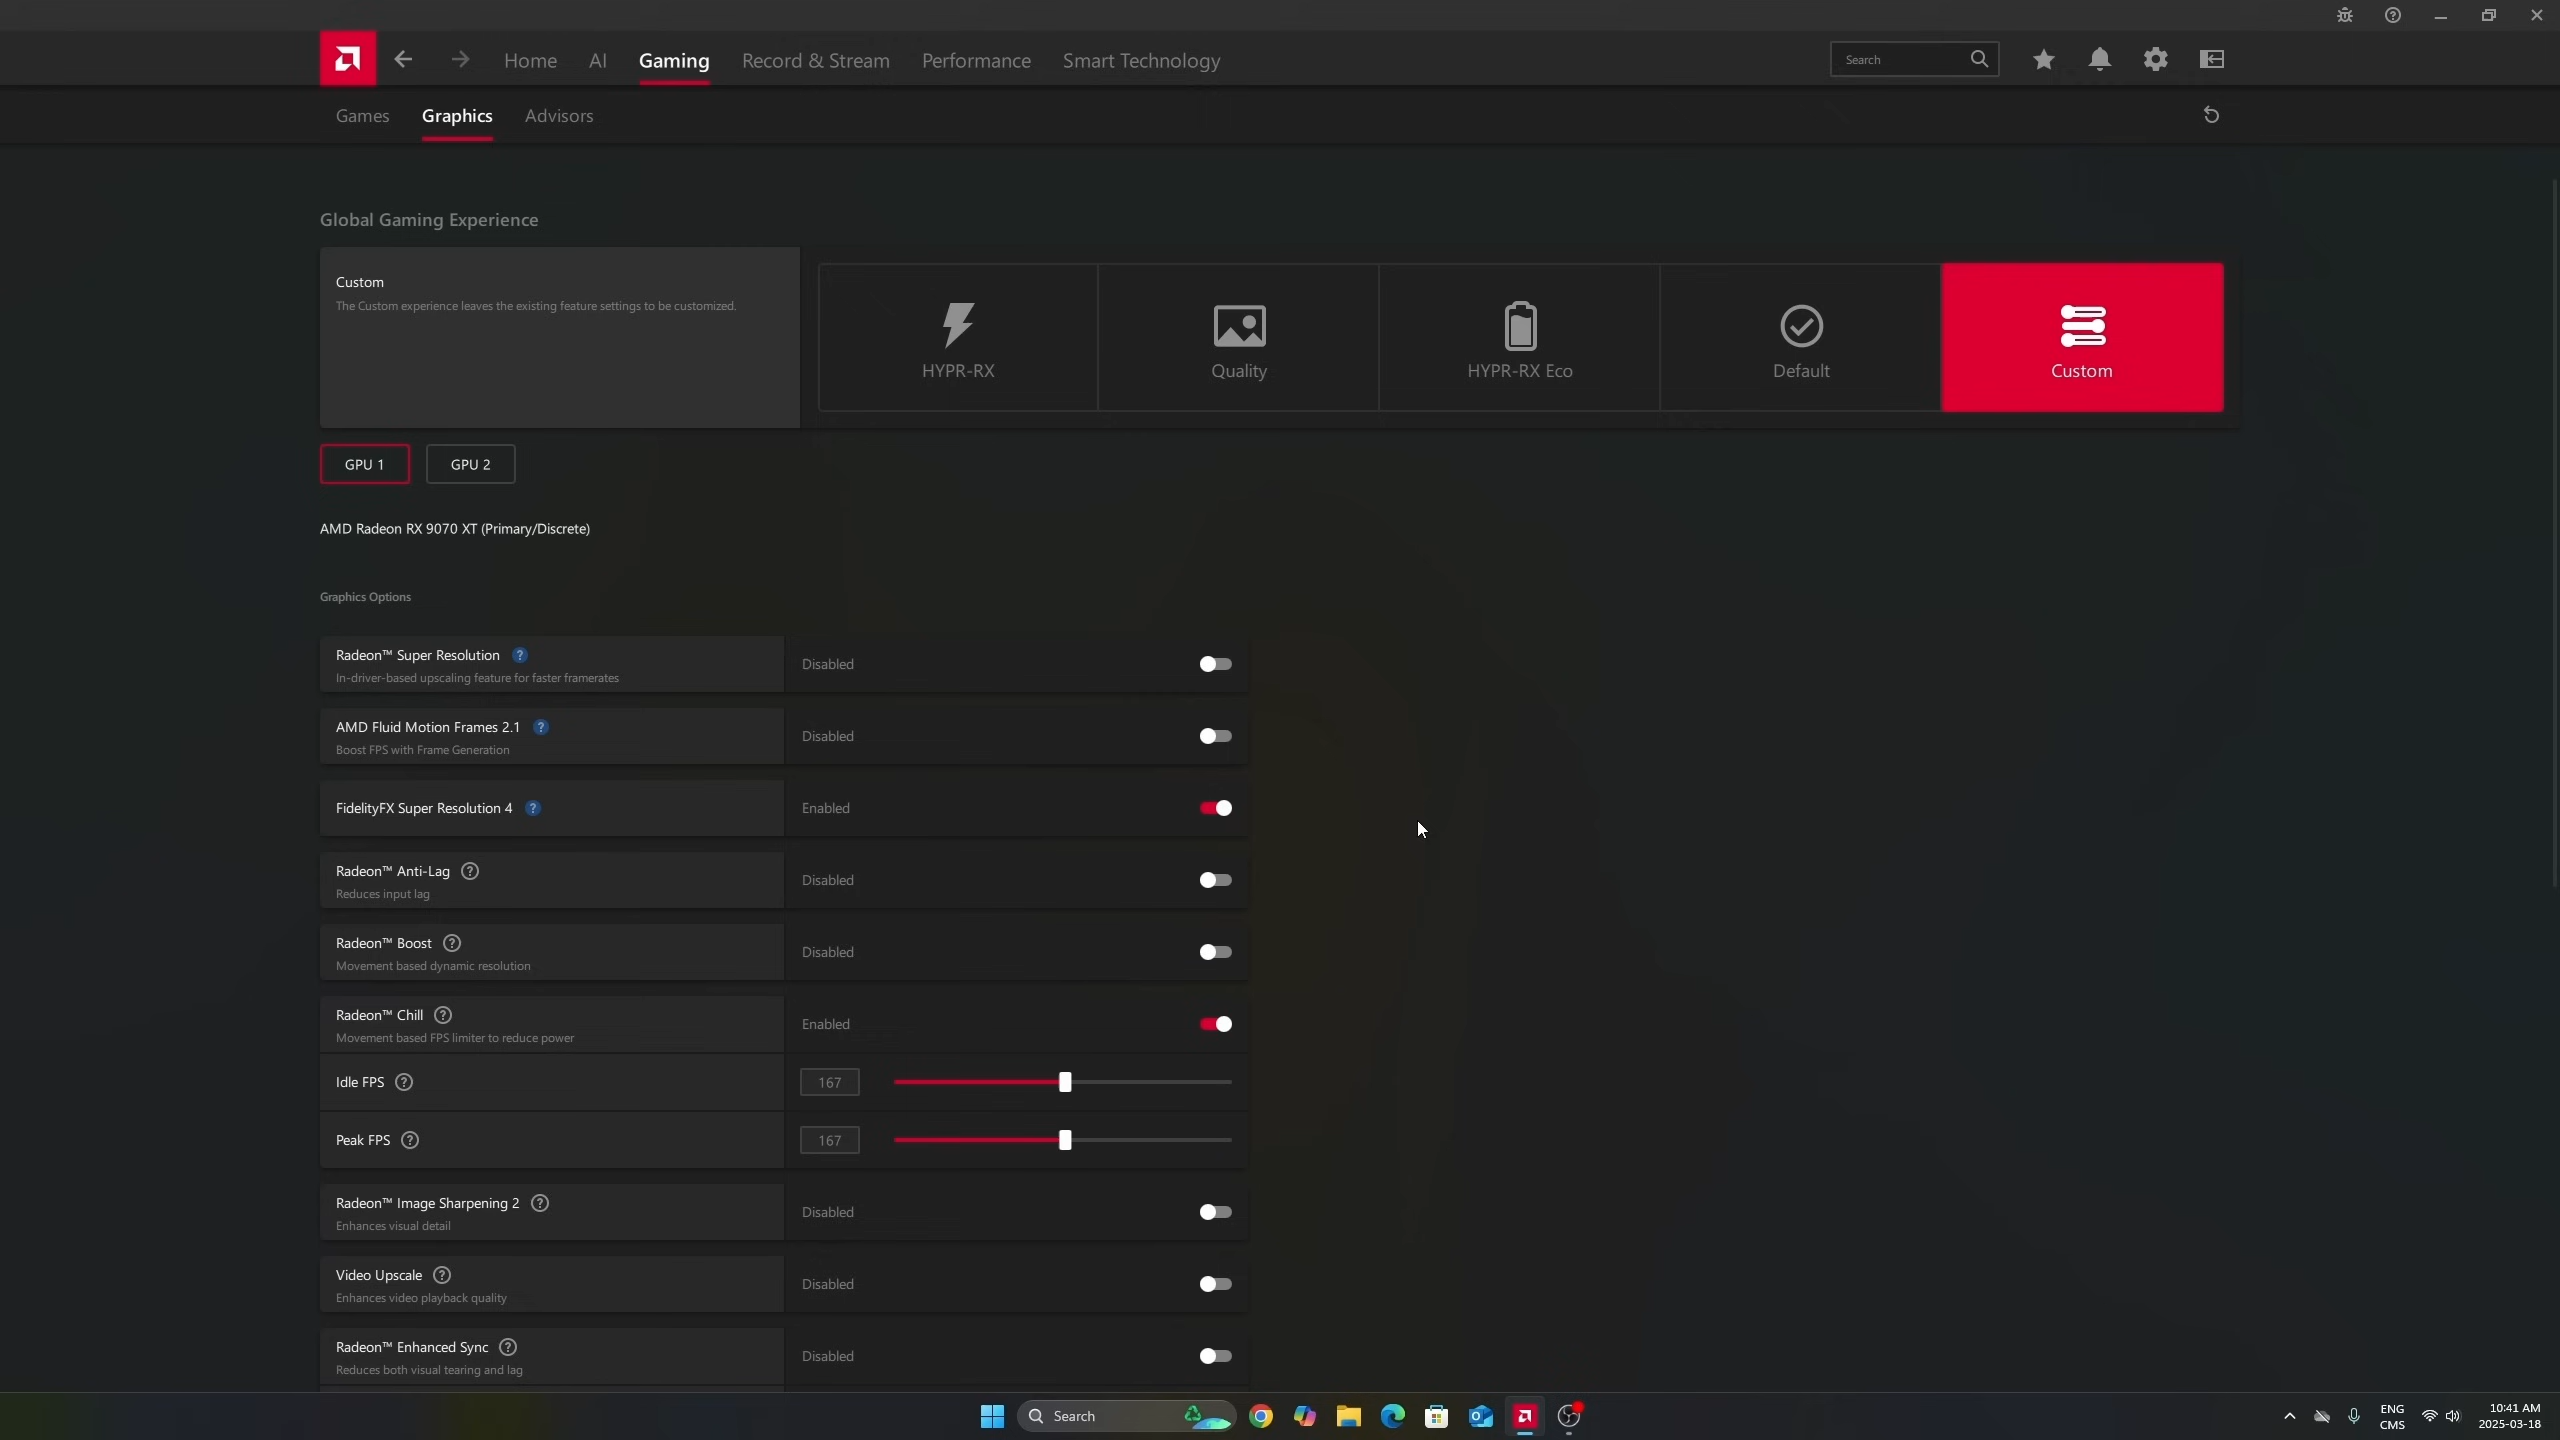 Home AI Gaming Record & Stream Performance Smart Technology Search
Games Graphics Advisors
Global Gaming Experience
Custom
The Custom experience leaves the existing feature settings to be customized.
HYPR-RX Quality HYPR-RX Eco Default Custom
GPU 1 GPU 2
AMD Radeon RX 9070 XT (Primary/Discrete)
Graphics Options
Radeon™ Super Resolution ? Disabled
In-driver-based upscaling feature for faster framerates
AMD Fluid Motion Frames 2.1 ? Disabled
Boost FPS with Frame Generation
FidelityFX Super Resolution 4 ? Enabled
Radeon™ Anti-Lag ? Disabled
Reduces input lag
Radeon™ Boost ? Disabled
Movement based dynamic resolution
Radeon™ Chill ? Enabled
Movement based FPS limiter to reduce power
Idle FPS ? 167
Peak FPS ? 167
Radeon™ Image Sharpening 2 ? Disabled
Enhances visual detail
Video Upscale ? Disabled
Enhances video playback quality
Radeon™ Enhanced Sync ? Disabled
Reduces both visual tearing and lag
Search ENG 10:41 AM
CMS 2025-03-18